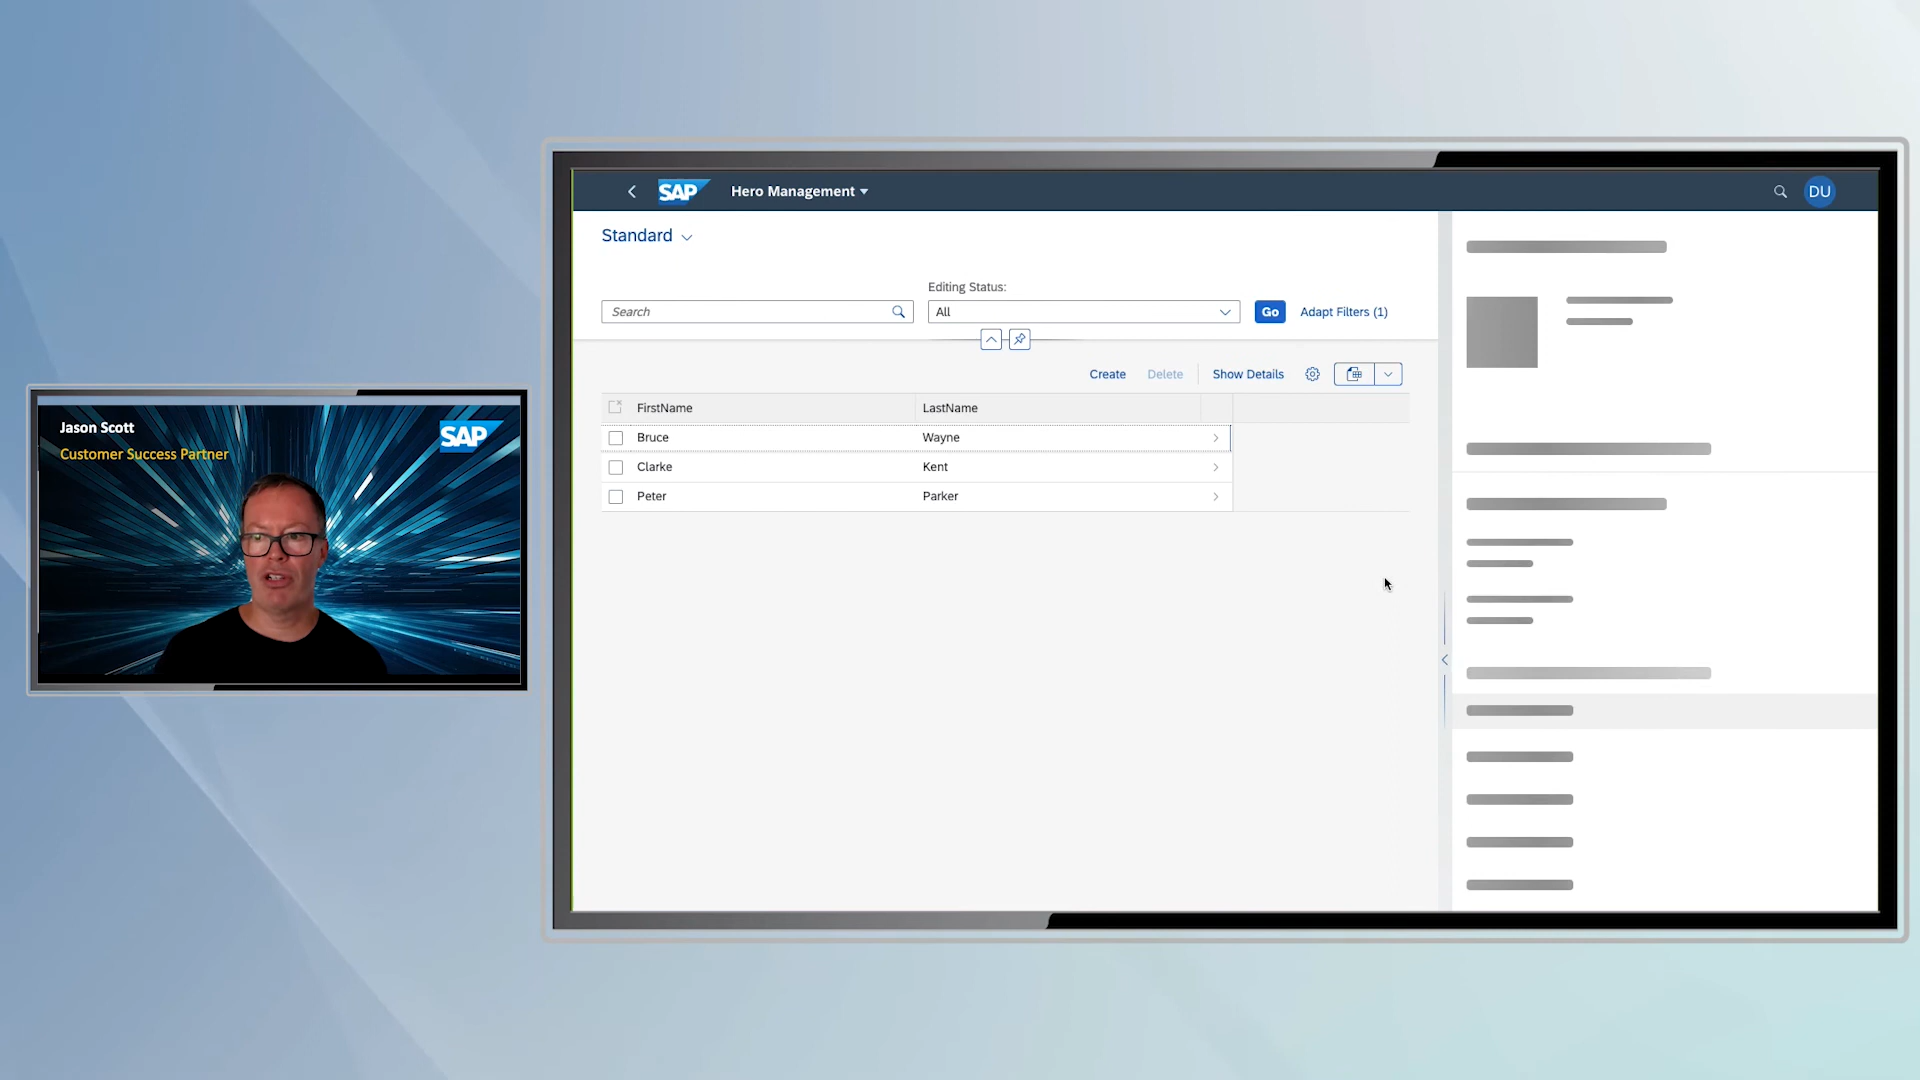 Jason Scott
SAP
Customer Success Partner
SAP
Hero Management
DU
Standard
Editing Status:
Search
All
Go
Adapt Filters (1)
Create
Delete
Show Details
FirstName
LastName
Bruce
Wayne
Clarke
Kent
Peter
Parker